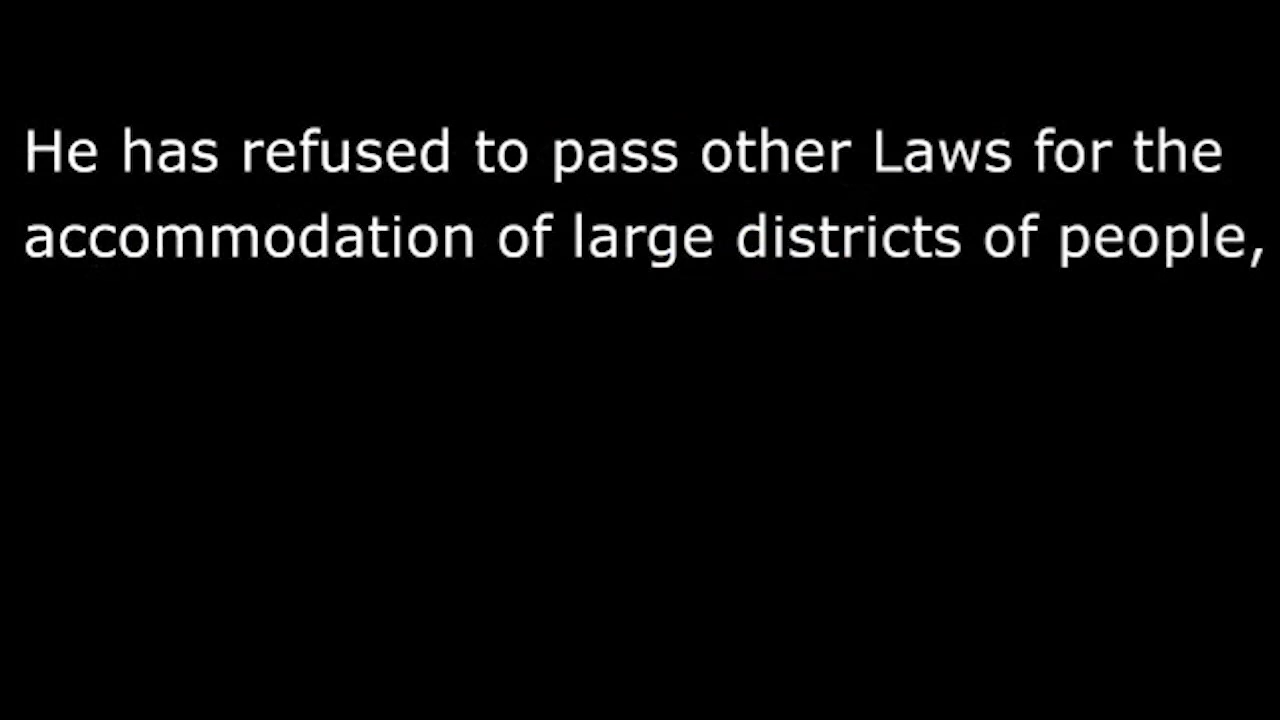 He has refused to pass other Laws for the
accommodation of large districts of people,